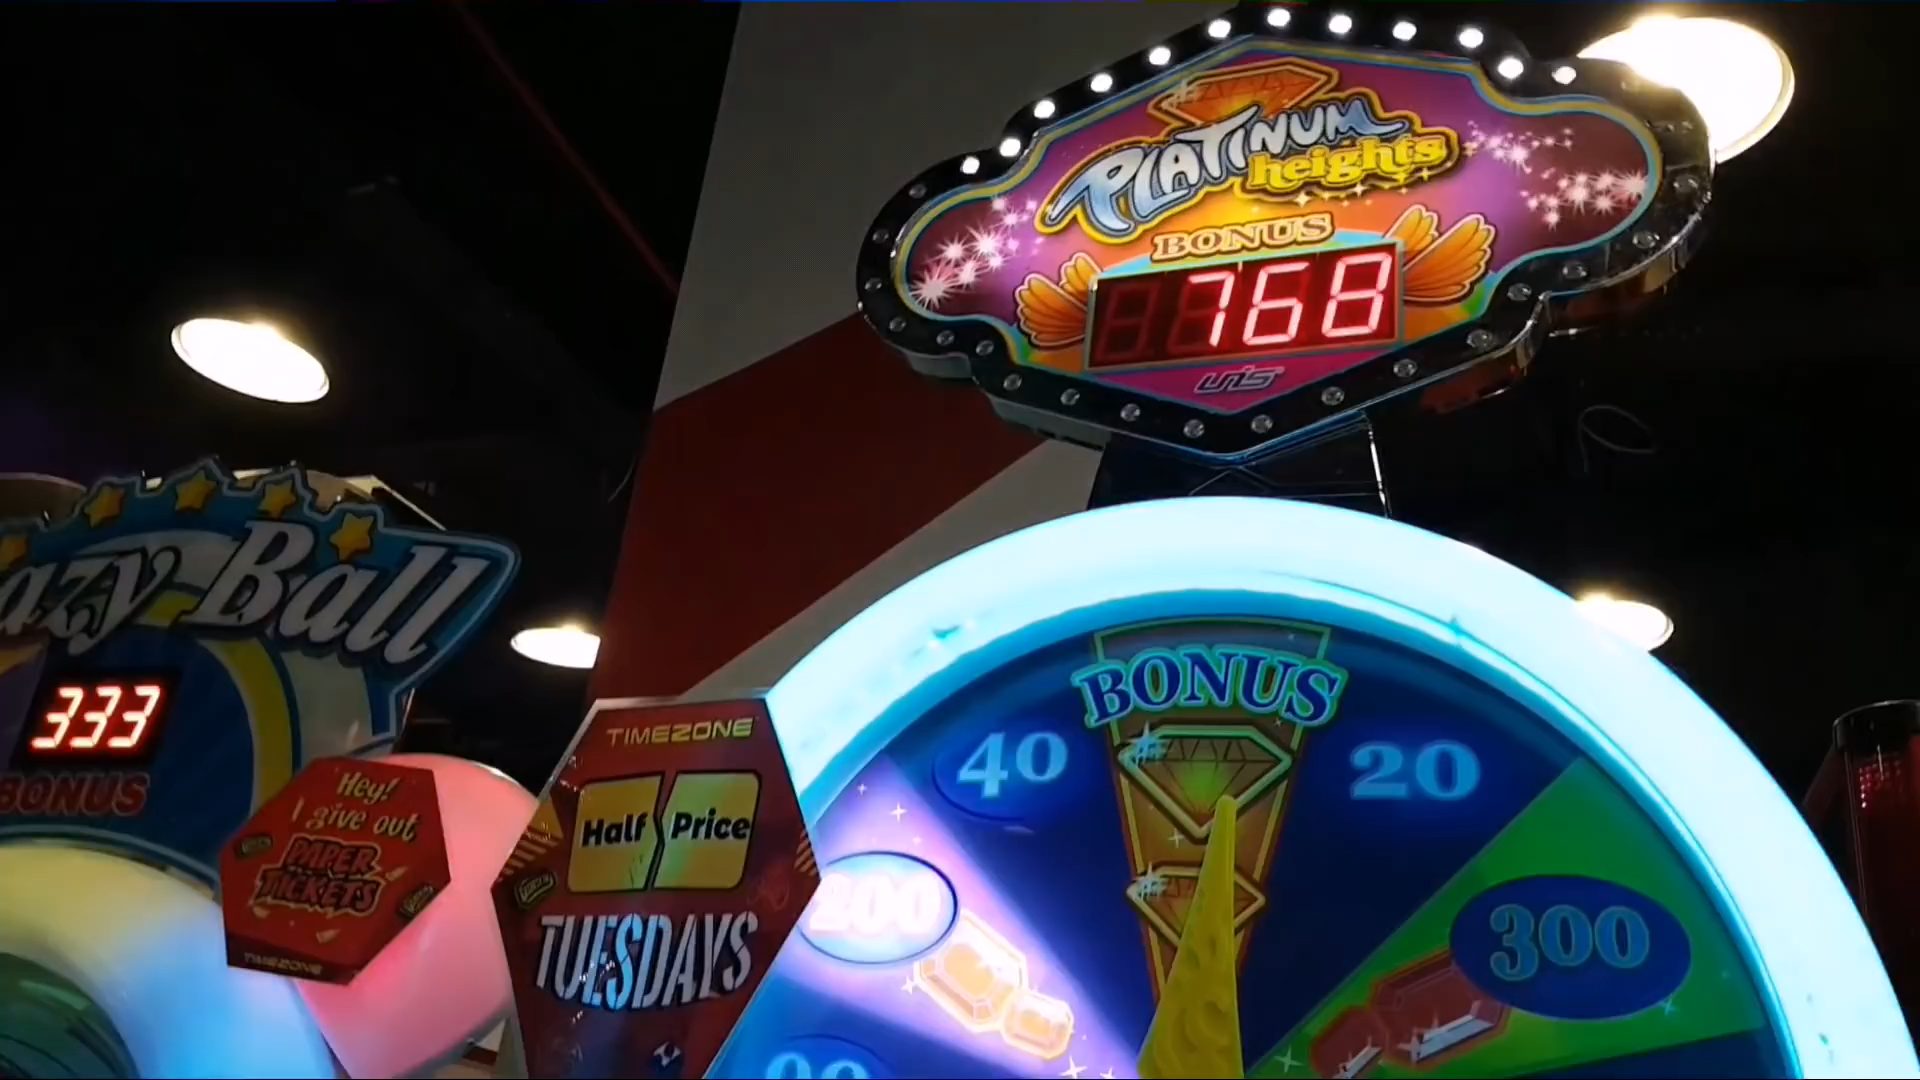 PLATINUM
heights
BONUS
768
UNIS
azy Ball
333
BONUS
Hey!
I give out
PAPER
TICKETS
TIMEZONE
TIMEZONE
Half Price
TUESDAYS
BONUS
40
20
200
300